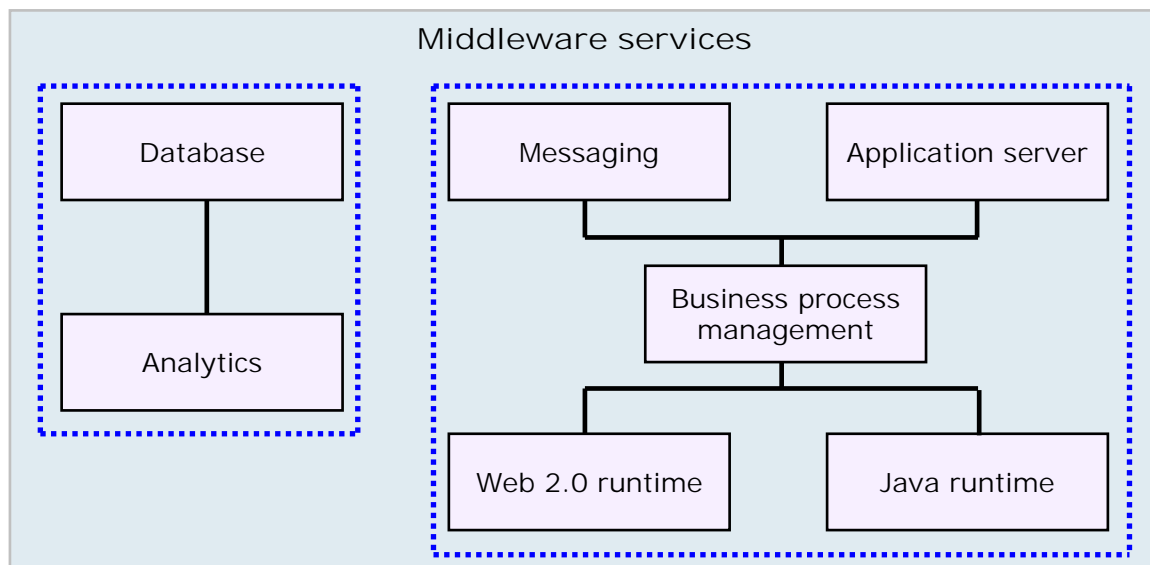 Middleware services
Database
Messaging
Application server
Business process
management
Analytics
Web 2.0 runtime
Java runtime